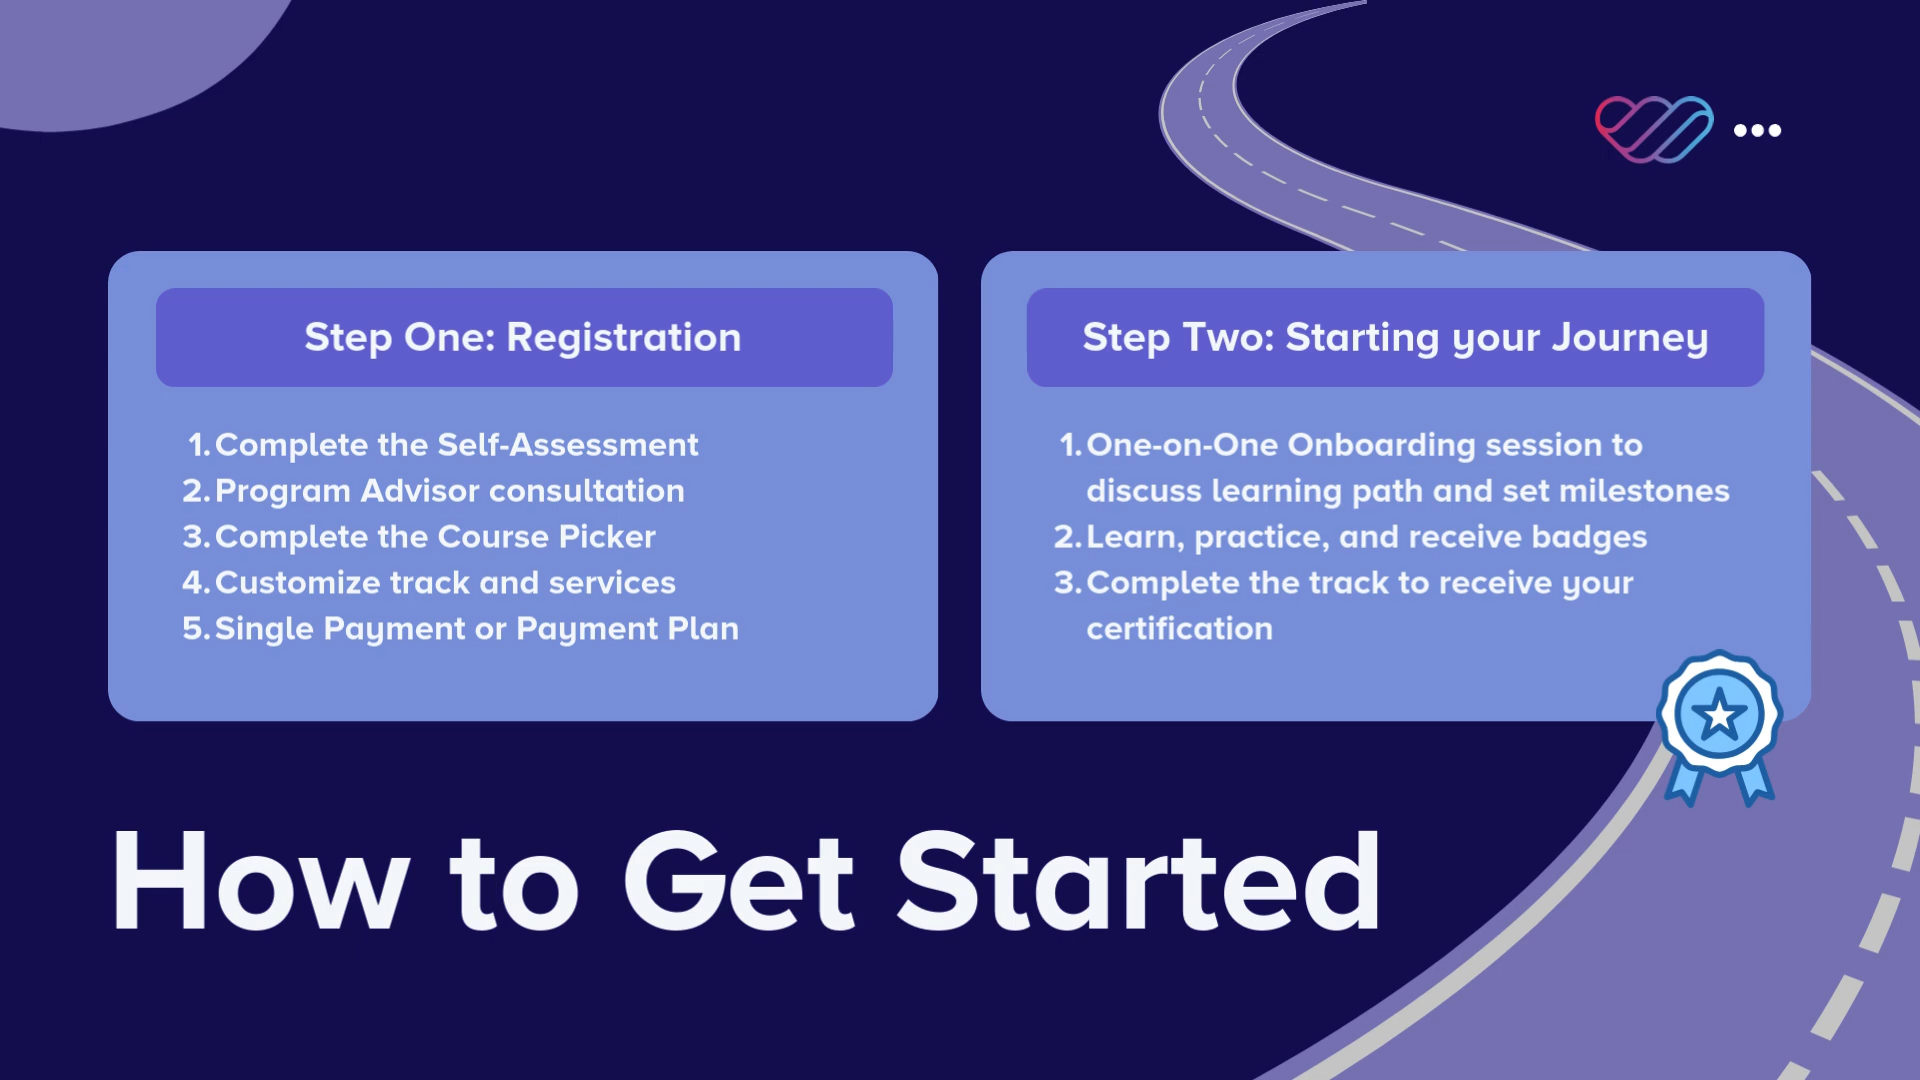 Step One: Registration
1. Complete the Self-Assessment
2. Program Advisor consultation
3. Complete the Course Picker
4. Customize track and services
5. Single Payment or Payment Plan
Step Two: Starting your Journey
1. One-on-One Onboarding session to
discuss learning path and set milestones
2. Learn, practice, and receive badges
3. Complete the track to receive your
certification
How to Get Started